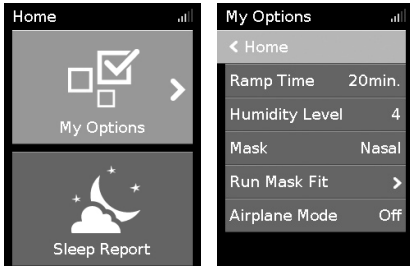 Home
My Options
Sleep Report
My Options
Home
Ramp Time 20min.
Humidity Level 4
Mask Nasal
Run Mask Fit
Airplane Mode Off